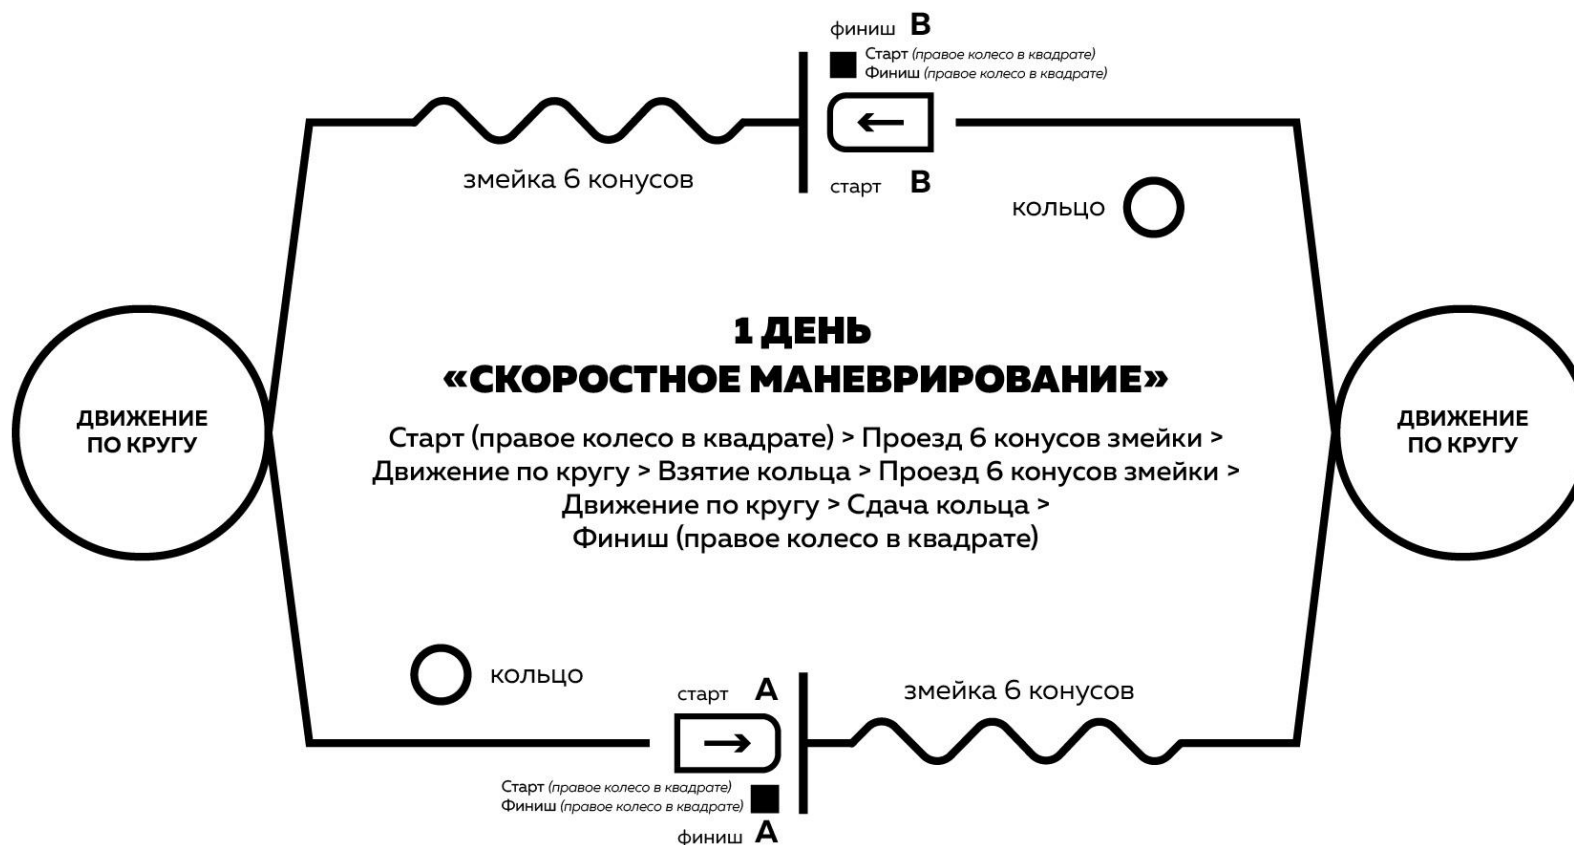 финиш В
Старт (правое колесо в квадрате)
Финиш (правое колесо в квадрате)
змейка 6 конусов
старт В
кольцо
1 ДЕНЬ
«СКОРОСТНОЕ МАНЕВРИРОВАНИЕ»
ДВИЖЕНИЕ
ПО КРУГУ
Старт (правое колесо в квадрате) > Проезд 6 конусов змейки >
Движение по кругу > Взятие кольца > Проезд 6 конусов змейки >
Движение по кругу > Сдача кольца >
Финиш (правое колесо в квадрате)
ДВИЖЕНИЕ
ПО КРУГУ
кольцо
старт А
змейка 6 конусов
Старт (правое колесо в квадрате)
Финиш (правое колесо в квадрате)
финиш А